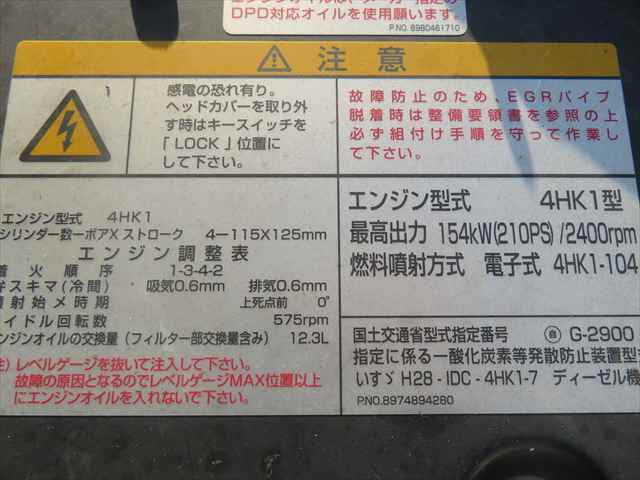 DPD対応オイルを使用願います。
P.NO. 8980461710
注意
感電の恐れ有り。
ヘッドカバーを取り外
す時はキースイッチを
「LOCK」位置に
して下さい。
故障防止のため、EGRパイプ
脱着時は整備要領書を参照の上
必ず組付け手順を守って作業し
て下さい。
エンジン型式 4HK1
シリンダー数ーボアXストローク 4ー115X125mm
エンジン調整表
着火順序 1-3-4-2
弁スキマ(冷間) 吸気0.6mm 排気0.6mm
噴射始メ時期 上死点前 0°
アイドル回転数 575rpm
エンジンオイルの交換量(フィルター部交換量含み) 12.3L
注)レベルゲージを抜いて注入して下さい。
故障の原因となるのでレベルゲージMAX位置以上
にエンジンオイルを入れないで下さい。
エンジン型式 4HK1型
最高出力 154kW(210PS)/2400rpm
燃料噴射方式 電子式 4HK1-104
国土交通省型式指定番号 G-2900
指定に係る一酸化炭素等発散防止装置型式
いすゞ H28-IDC-4HK1-7 ディーゼル機
P.NO. 8974894280